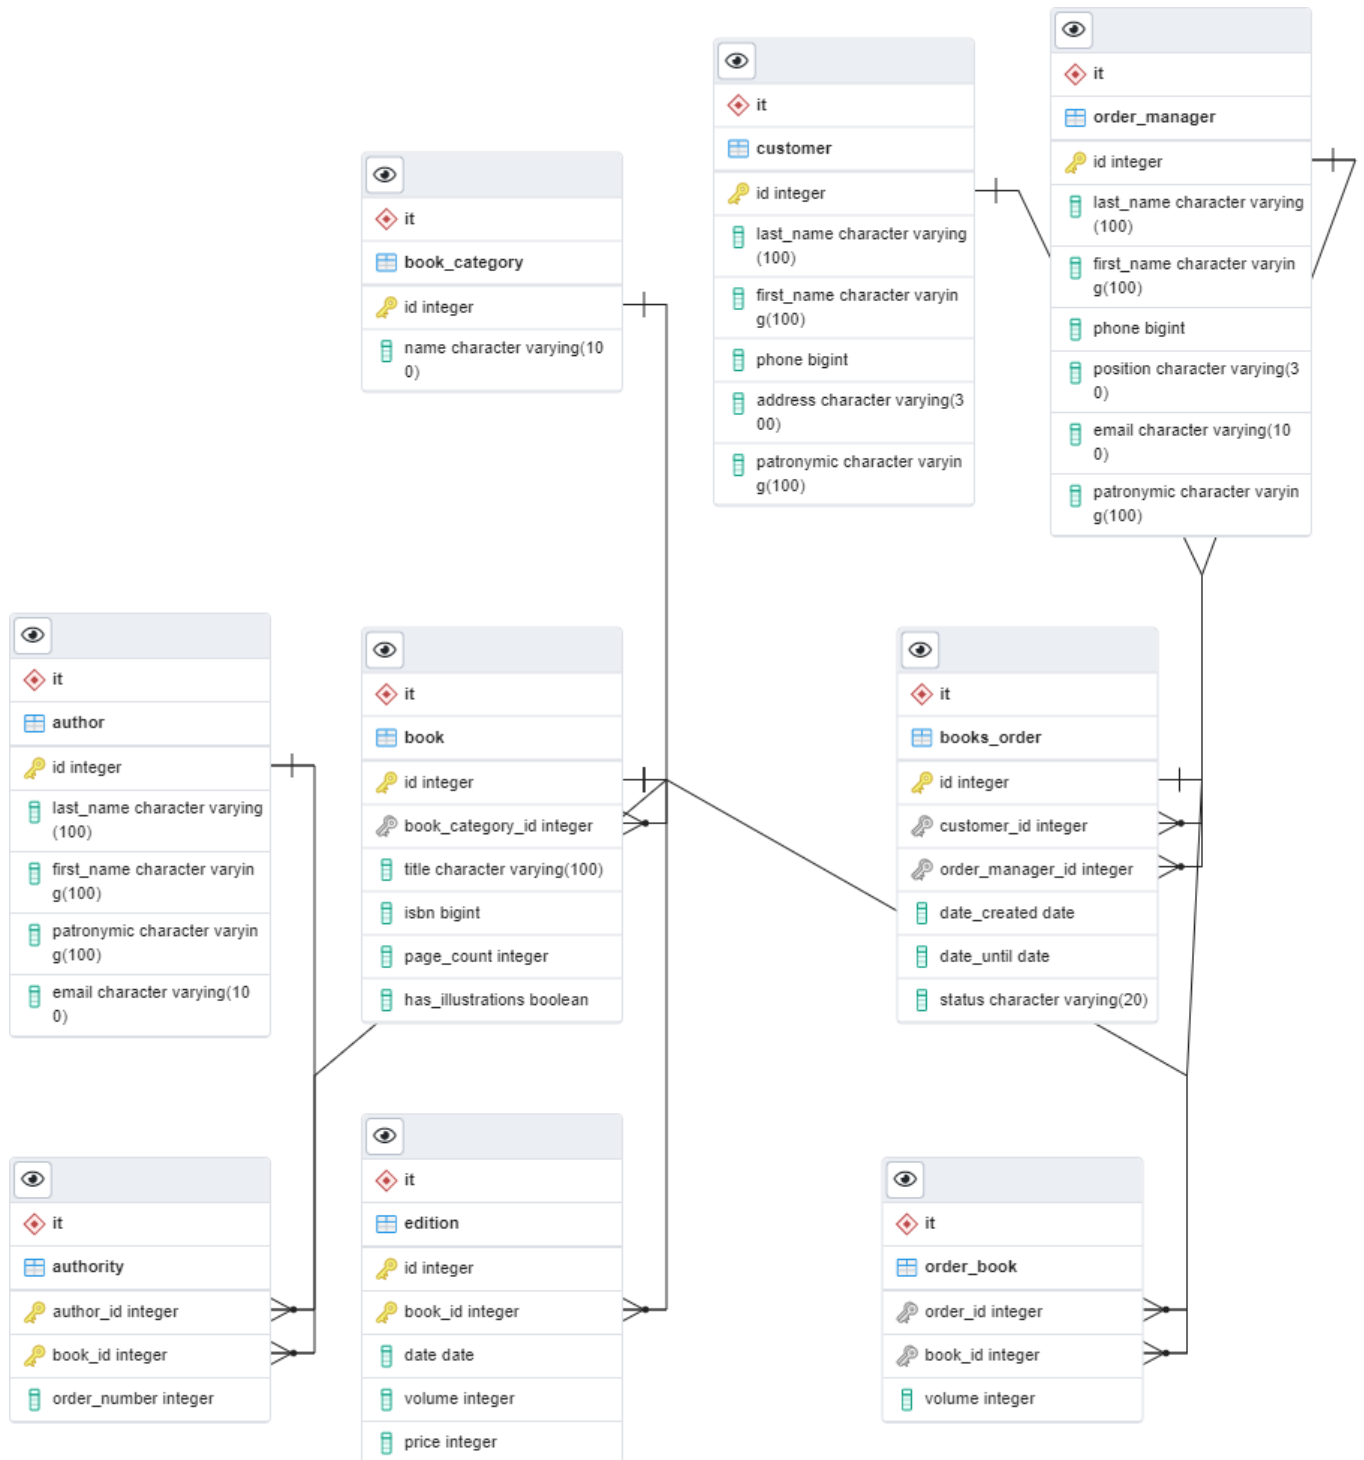 it
order_manager
id integer
last_name character varying
(100)
first_name character varyin
g(100)
phone bigint
position character varying(3
0)
email character varying(10
0)
patronymic character varyin
g(100)
it
customer
id integer
last_name character varying
(100)
first_name character varyin
g(100)
phone bigint
address character varying(3
00)
patronymic character varyin
g(100)
it
book_category
id integer
name character varying(10
0)
it
author
id integer
last_name character varying
(100)
first_name character varyin
g(100)
patronymic character varyin
g(100)
email character varying(10
0)
it
book
id integer
book_category_id integer
title character varying(100)
isbn bigint
page_count integer
has_illustrations boolean
it
books_order
id integer
customer_id integer
order_manager_id integer
date_created date
date_until date
status character varying(20)
it
authority
author_id integer
book_id integer
order_number integer
it
edition
id integer
book_id integer
date date
volume integer
price integer
it
order_book
order_id integer
book_id integer
volume integer